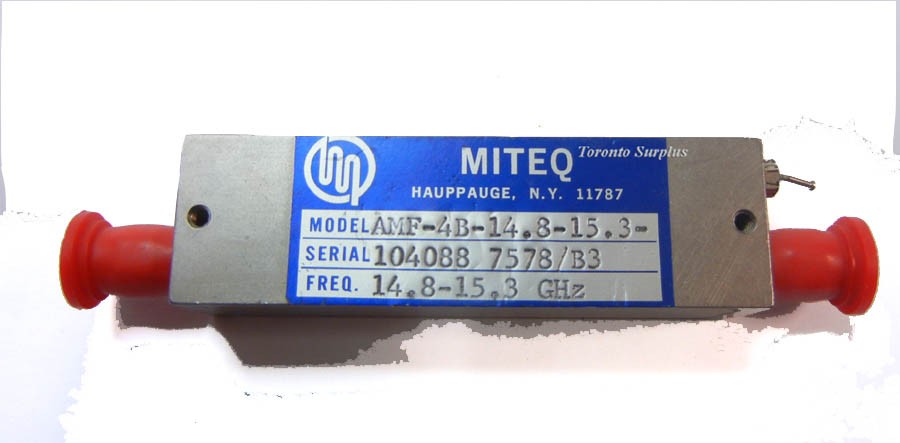 MITEQ Toronto Surplus
HAUPPAUGE, N.Y. 11787
MODEL AMF-4B-14.8-15.3-
SERIAL 104088 7578/B3
FREQ. 14.8-15.3 GHz